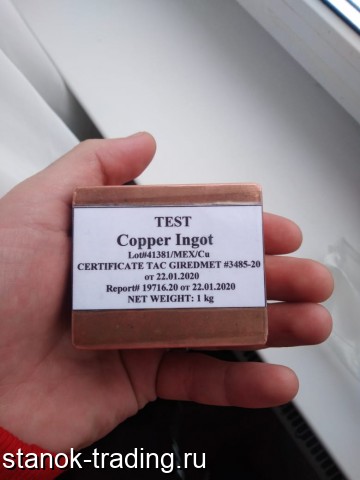 TEST
Copper Ingot
Lot#41381/MEX/Cu
CERTIFICATE TAC GIREDMET #3485-20
от 22.01.2020
Report# 19716.20 от 22.01.2020
NET WEIGHT: 1 kg
stanok-trading.ru